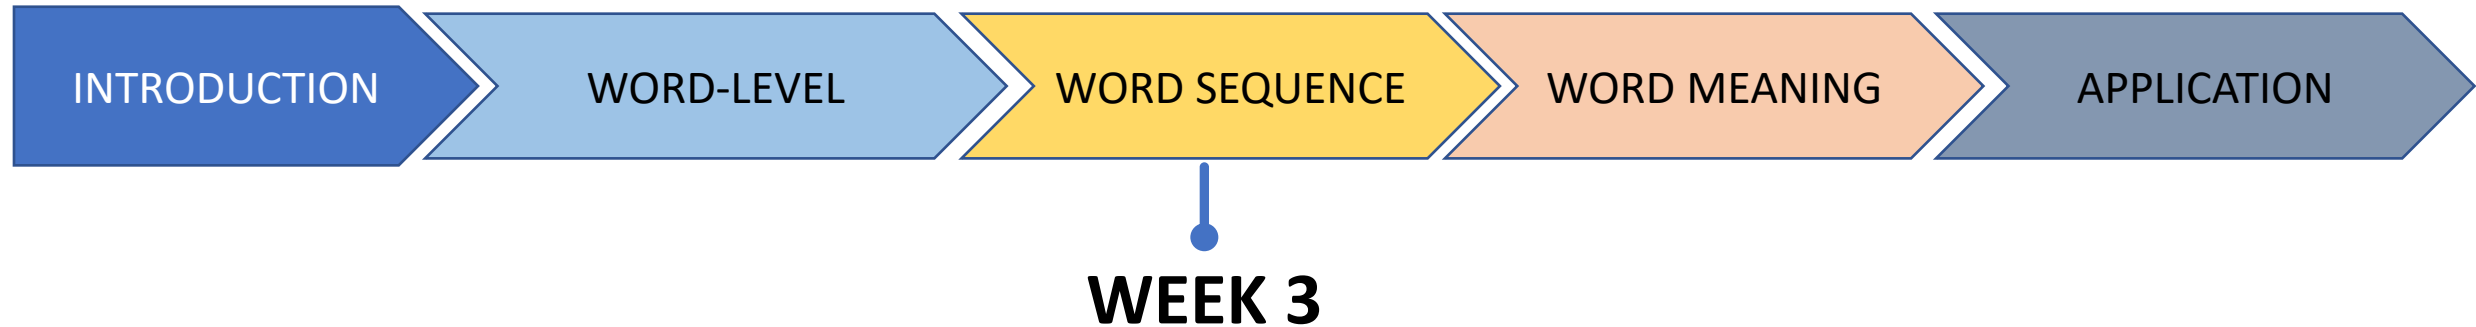 INTRODUCTION
WORD-LEVEL
WORD SEQUENCE
WORD MEANING
APPLICATION
WEEK 3